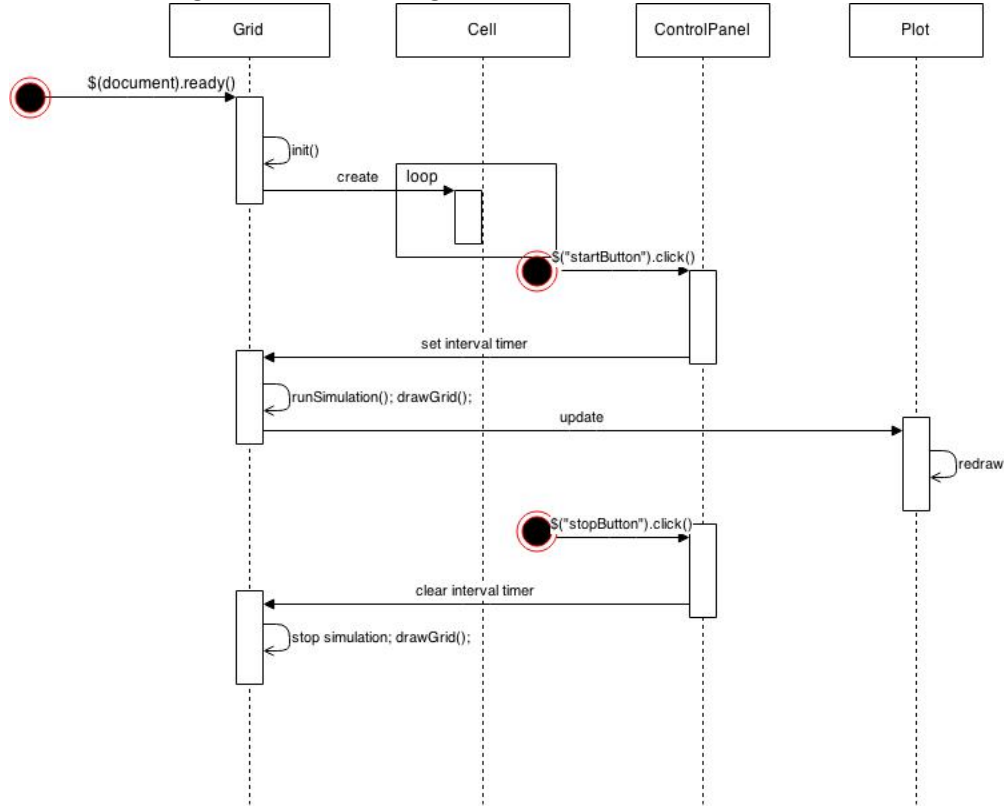 Grid
Cell
ControlPanel
Plot
$(document).ready()
init()
create
loop
$("startButton").click()
set interval timer
runSimulation(); drawGrid();
update
redraw
$("stopButton").click()
clear interval timer
stop simulation; drawGrid();